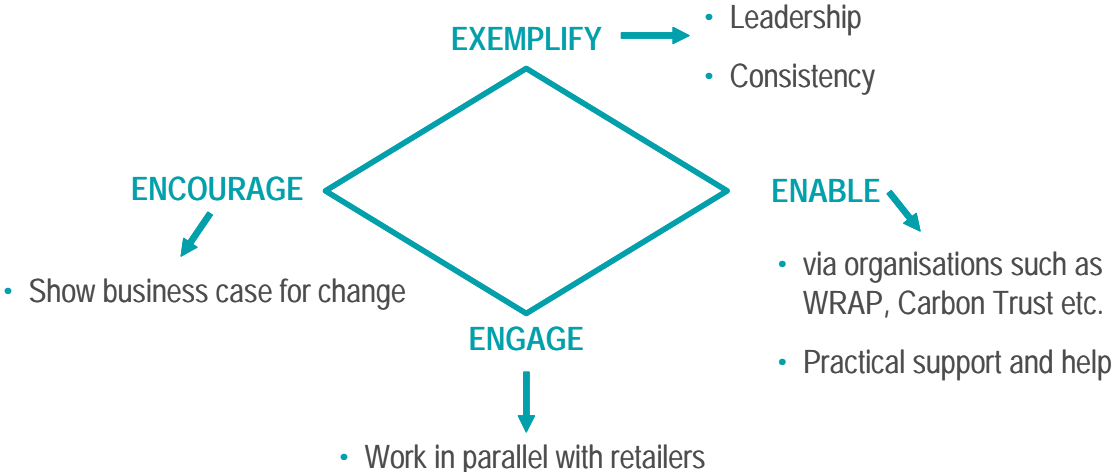 EXEMPLIFY
• Leadership
• Consistency
ENCOURAGE
• Show business case for change
ENABLE
• via organisations such as
WRAP, Carbon Trust etc.
• Practical support and help
ENGAGE
• Work in parallel with retailers